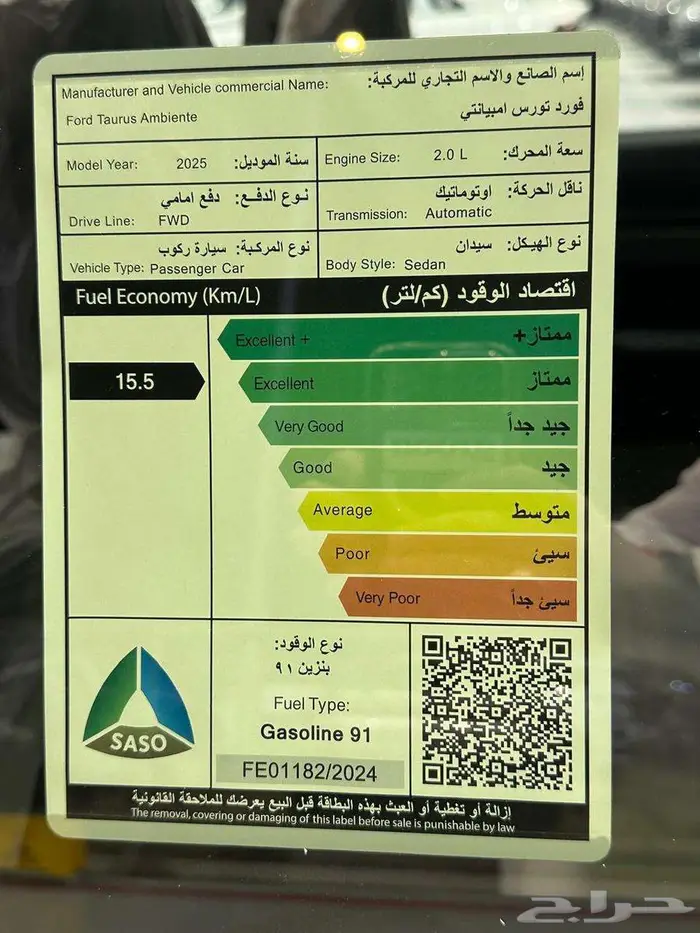 Manufacturer and Vehicle commercial Name: إسم الصانع والاسم التجاري للمركبة:
Ford Taurus Ambiente فورد تورس امبيانتي
Model Year: 2025 سنة الموديل:
Engine Size: 2.0 L سعة المحرك:
نوع الدفع: دفع امامي
Drive Line: FWD
ناقل الحركة: اوتوماتيك
Transmission: Automatic
نوع المركبة: سيارة ركوب
Vehicle Type: Passenger Car
نوع الهيكل: سيدان
Body Style: Sedan
Fuel Economy (Km/L) اقتصاد الوقود (كم/لتر)
Excellent + ممتاز+
15.5
Excellent ممتاز
Very Good جيد جداً
Good جيد
Average متوسط
Poor سيئ
Very Poor سيئ جداً
SASO
نوع الوقود:
بنزين ٩١
Fuel Type:
Gasoline 91
FE01182/2024
إزالة أو تغطية أو العبث بهذه البطاقة قبل البيع يعرضك للملاحقة القانونية
The removal, covering or damaging of this label before sale is punishable by law
حراج